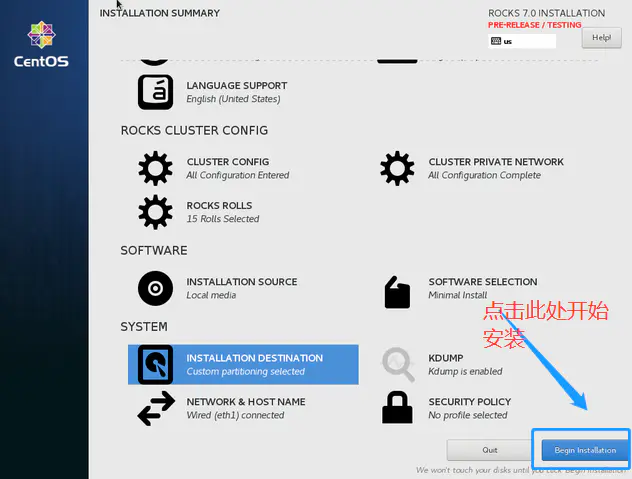 INSTALLATION SUMMARY
ROCKS 7.0 INSTALLATION
PRE-RELEASE / TESTING
us
Help!
CentOS
LANGUAGE SUPPORT
English (United States)
ROCKS CLUSTER CONFIG
CLUSTER CONFIG
All Configuration Entered
CLUSTER PRIVATE NETWORK
All Configuration Complete
ROCKS ROLLS
15 Rolls Selected
SOFTWARE
INSTALLATION SOURCE
Local media
SOFTWARE SELECTION
Minimal Install
点击此处开始
安装
SYSTEM
INSTALLATION DESTINATION
Custom partitioning selected
KDUMP
Kdump is enabled
NETWORK & HOST NAME
Wired (eth1) connected
SECURITY POLICY
No profile selected
Quit
Begin Installation
We won't touch your disks until you click 'Begin Installation'.